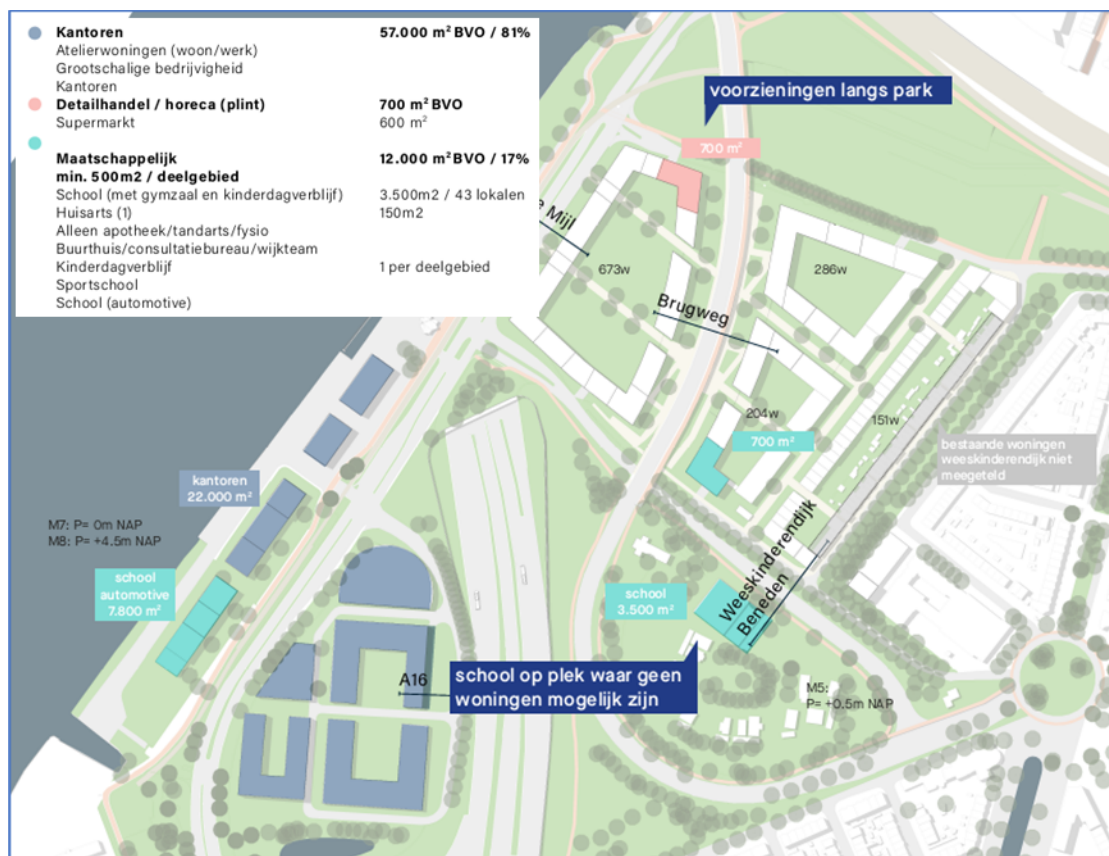 Kantoren 57.000 m² BVO / 81%
Atelierwoningen (woon/werk)
Grootschalige bedrijvigheid
Kantoren
Detailhandel / horeca (plint) 700 m² BVO
Supermarkt 600 m²
Maatschappelijk 12.000 m² BVO / 17%
min. 500m2 / deelgebied
School (met gymzaal en kinderdagverblijf) 3.500m2 / 43 lokalen
Huisarts (1) 150m2
Alleen apotheek/tandarts/fysio
Buurthuis/consultatiebureau/wijkteam
Kinderdagverblijf 1 per deelgebied
Sportschool
School (automotive)
voorzieningen langs park
700 m²
e Mijl
673w
286w
Brugweg
204w
151w
700 m²
bestaande woningen
weeskinderendijk niet
meegeteld
kantoren
22.000 m²
M7: P= 0m NAP
M8: P= +4.5m NAP
school
automotive
7.800 m²
school
3.500 m²
Weeskinderendijk
Beneden
A16
school op plek waar geen
woningen mogelijk zijn
M5:
P= +0.5m NAP